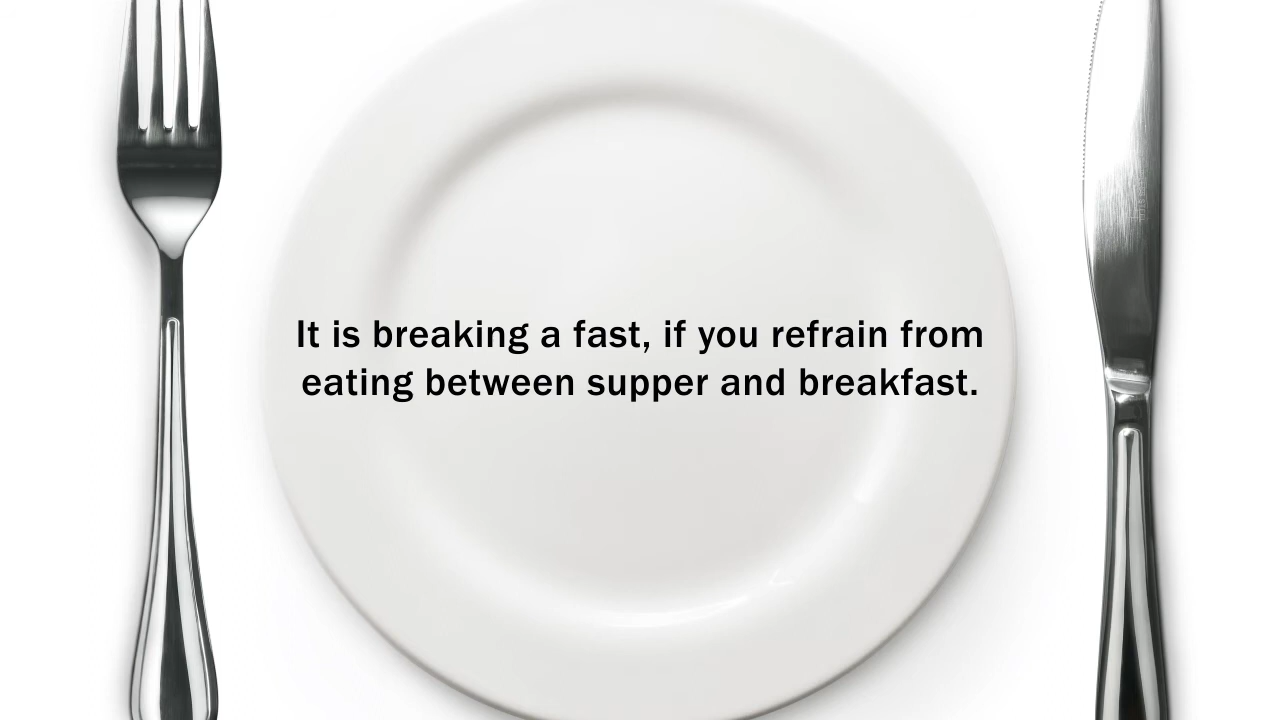 It is breaking a fast, if you refrain from
eating between supper and breakfast.